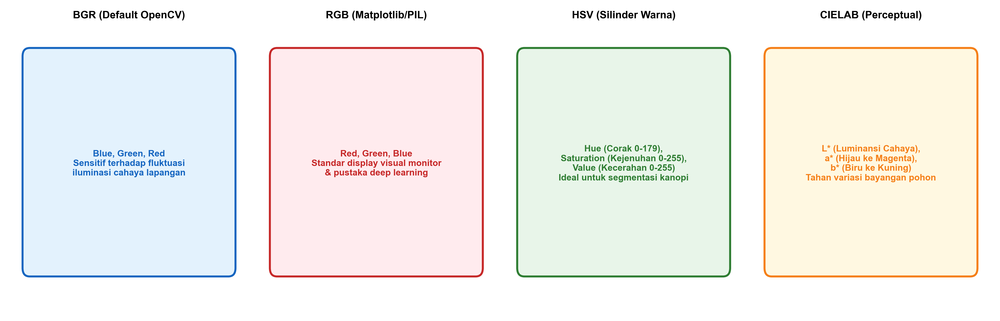 BGR (Default OpenCV)
Blue, Green, Red
Sensitif terhadap fluktuasi
iluminasi cahaya lapangan
RGB (Matplotlib/PIL)
Red, Green, Blue
Standar display visual monitor
& pustaka deep learning
HSV (Silinder Warna)
Hue (Corak 0-179),
Saturation (Kejenuhan 0-255),
Value (Kecerahan 0-255)
Ideal untuk segmentasi kanopi
CIELAB (Perceptual)
L* (Luminansi Cahaya),
a* (Hijau ke Magenta),
b* (Biru ke Kuning)
Tahan variasi bayangan pohon